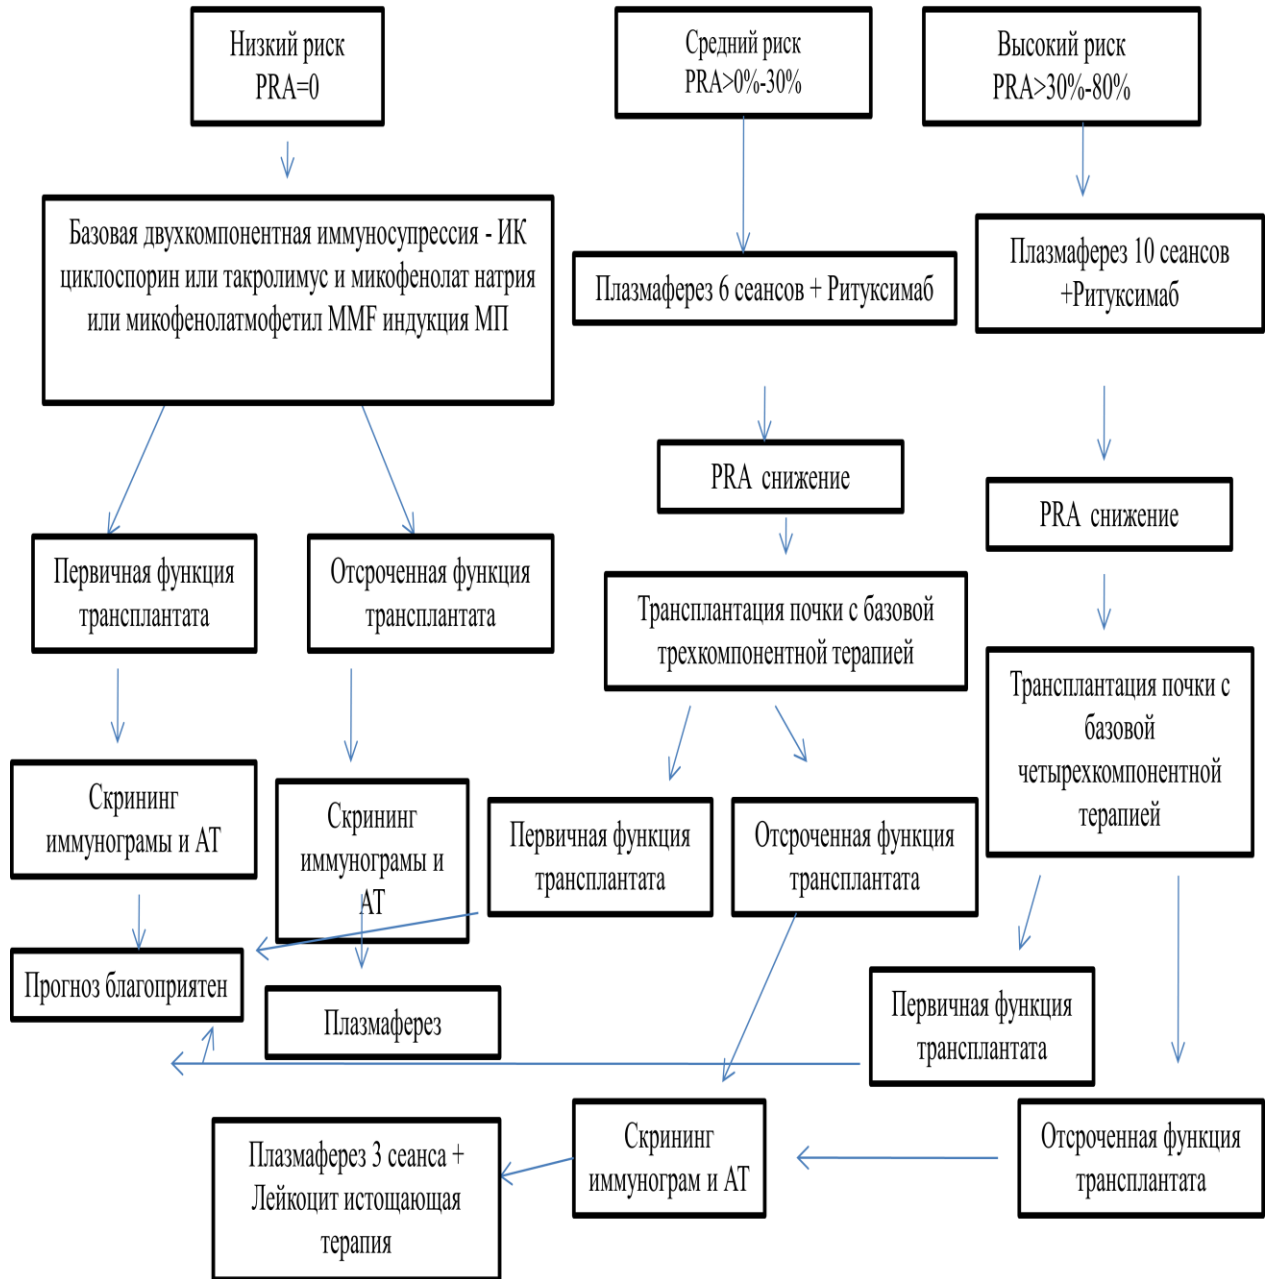 Низкий риск
PRA=0
Средний риск
PRA>0%-30%
Высокий риск
PRA>30%-80%
Базовая двухкомпонентная иммуносупрессия - ИК
циклоспорин или такролимус и микофенолат натрия
или микофенолатмофетил MMF индукция МП
Плазмаферез 6 сеансов + Ритуксимаб
Плазмаферез 10 сеансов
+Ритуксимаб
PRA снижение
PRA снижение
Первичная функция
трансплантата
Отсроченная функция
трансплантата
Трансплантация почки с базовой
трехкомпонентной терапией
Трансплантация почки с
базовой
четырехкомпонентной
терапией
Скрининг
иммунограмы и АТ
Скрининг
иммунограмы и
АТ
Первичная функция
трансплантата
Отсроченная функция
трансплантата
Прогноз благоприятен
Плазмаферез
Первичная функция
трансплантата
Плазмаферез 3 сеанса +
Лейкоцит истощающая
терапия
Скрининг
иммунограм и АТ
Отсроченная функция
трансплантата